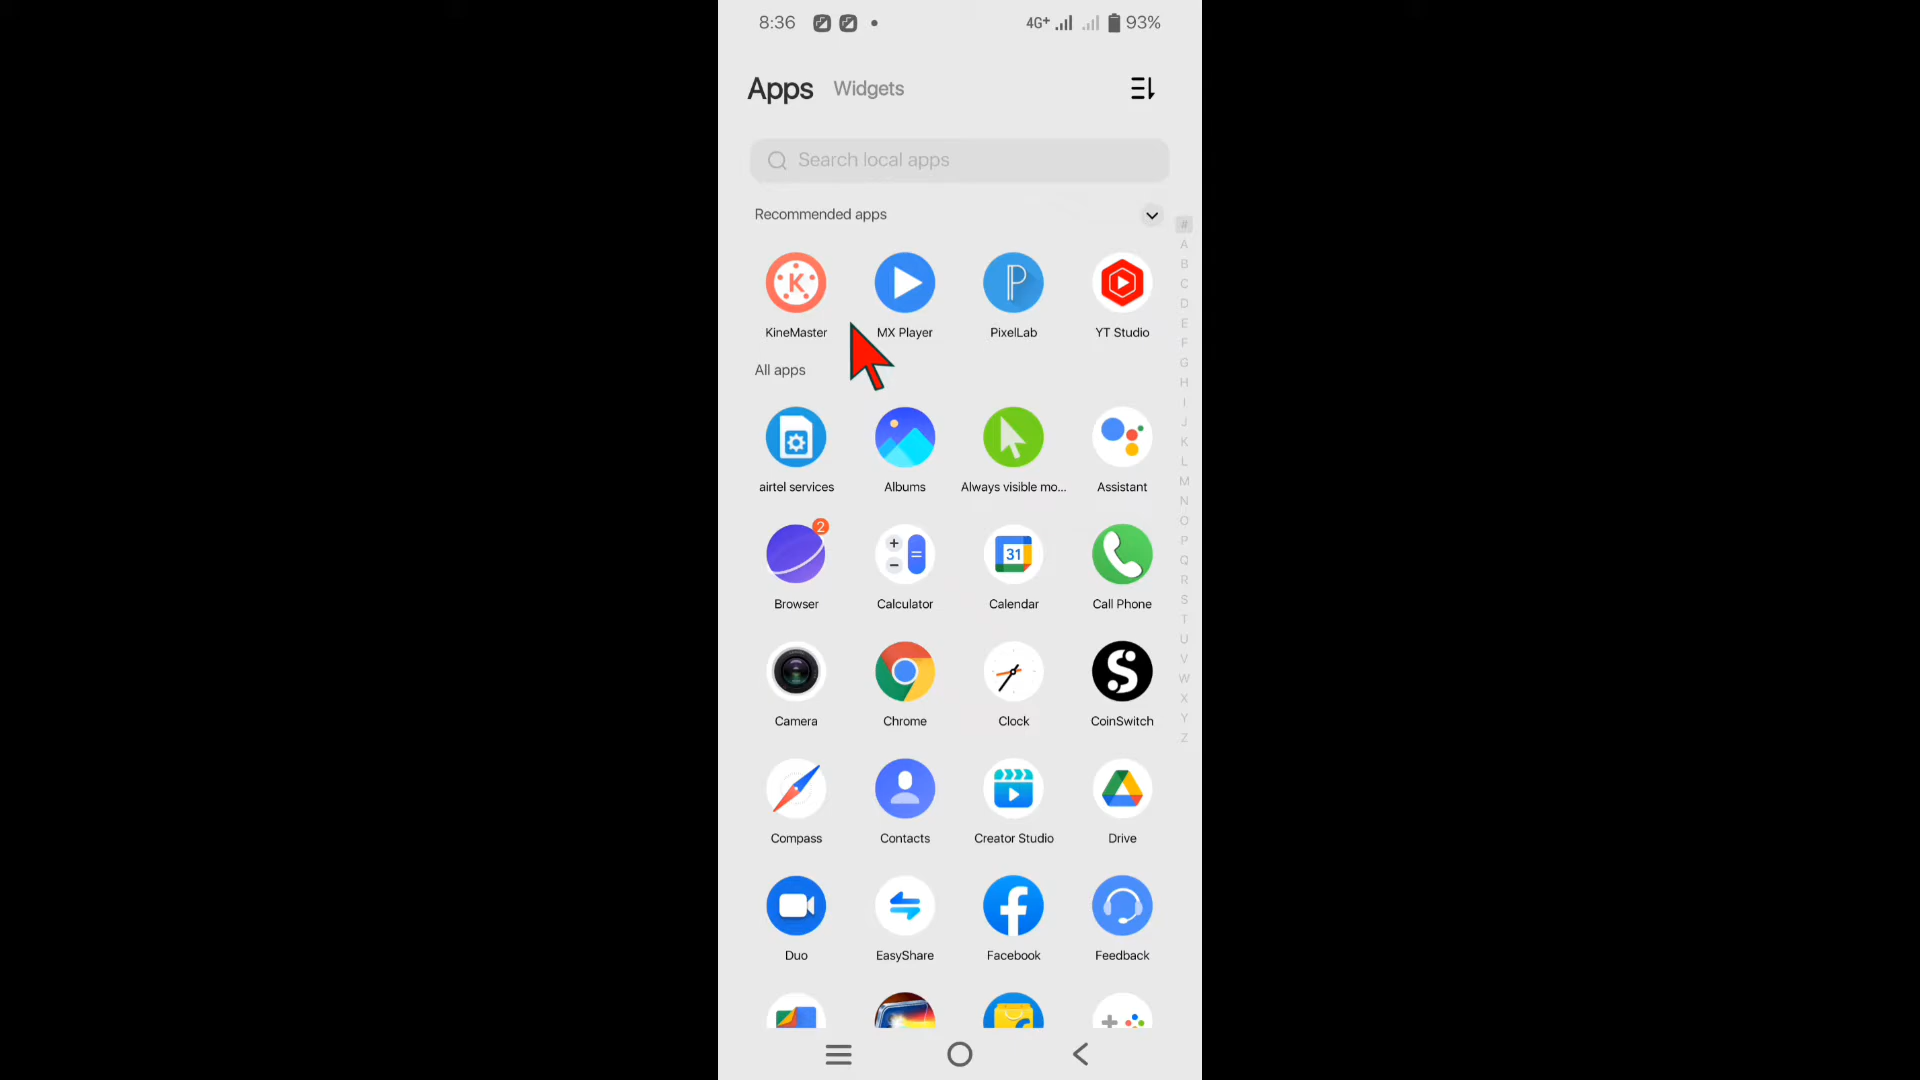 8:36 4G+ 93%
Apps Widgets
Search local apps
Recommended apps
KineMaster MX Player PixelLab YT Studio
All apps
airtel services Albums Always visible mo... Assistant
2
31
Browser Calculator Calendar Call Phone
Camera Chrome Clock CoinSwitch
Compass Contacts Creator Studio Drive
Duo EasyShare Facebook Feedback
#
A
B
C
D
E
F
G
H
I
J
K
L
M
N
O
P
Q
R
S
T
U
V
W
X
Y
Z